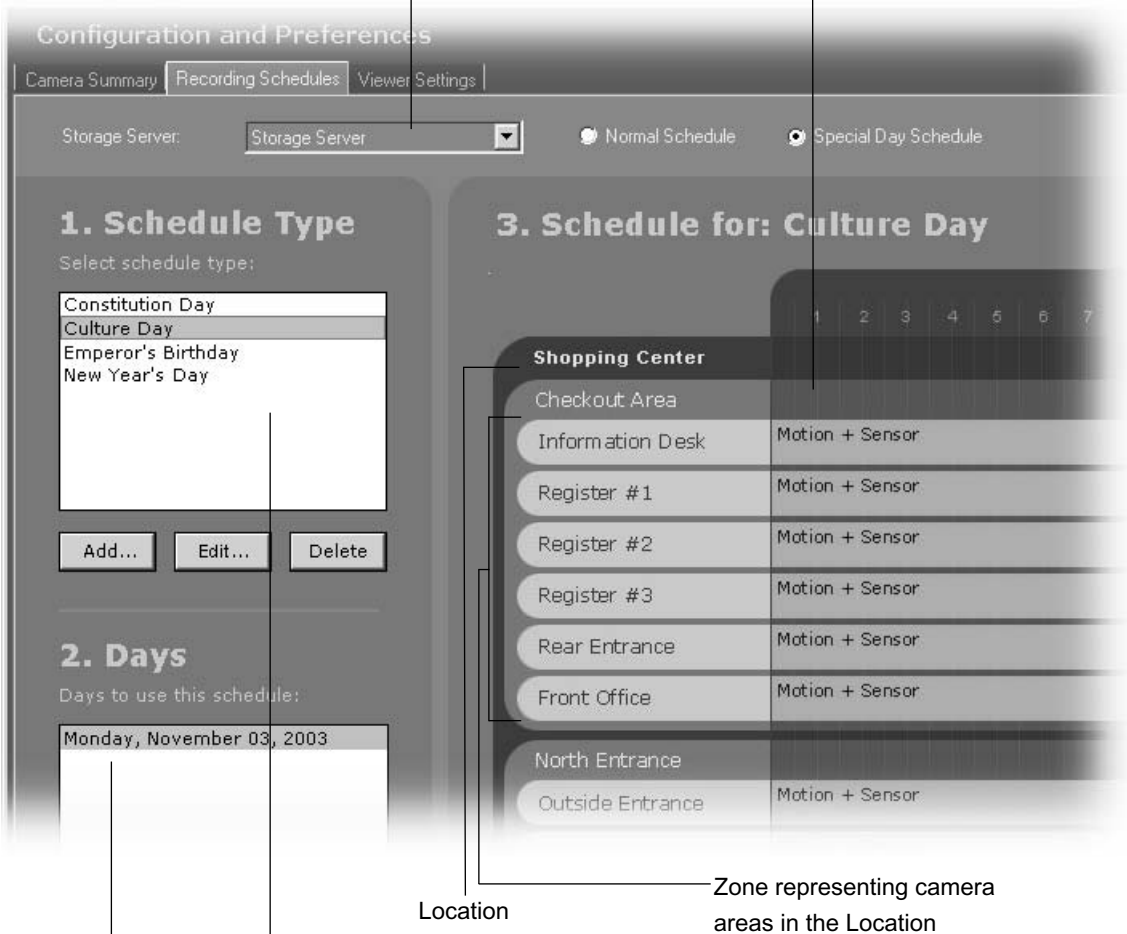 Configuration and Preferences
Camera Summary Recording Schedules Viewer Settings
Storage Server: Storage Server Normal Schedule Special Day Schedule
1. Schedule Type
Select schedule type:
Constitution Day
Culture Day
Emperor's Birthday
New Year's Day
Add... Edit... Delete
2. Days
Days to use this schedule:
Monday, November 03, 2003
3. Schedule for: Culture Day
1 2 3 4 5 6 7
Shopping Center
Checkout Area
Information Desk Motion + Sensor
Register #1 Motion + Sensor
Register #2 Motion + Sensor
Register #3 Motion + Sensor
Rear Entrance Motion + Sensor
Front Office Motion + Sensor
North Entrance
Outside Entrance Motion + Sensor
Location
Zone representing camera
areas in the Location